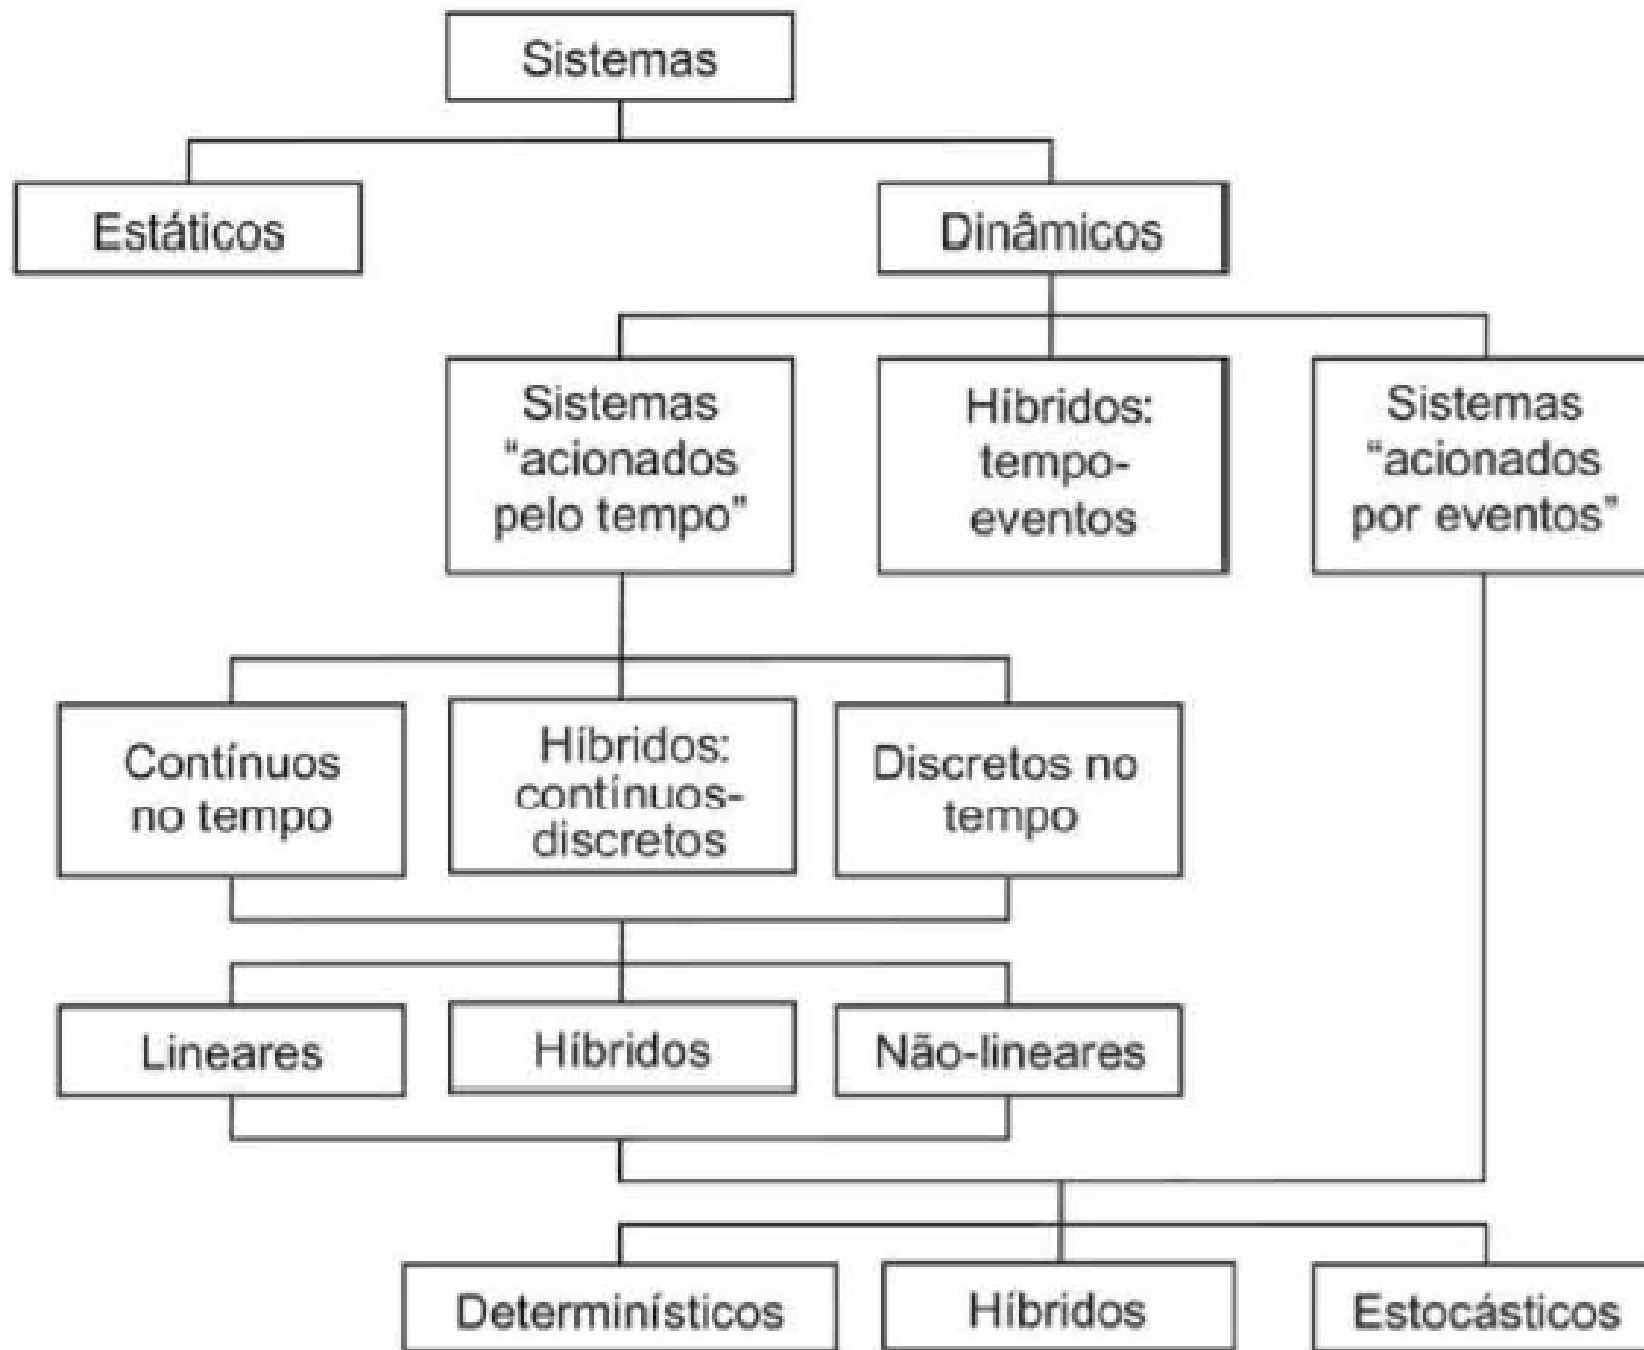 Sistemas
Estáticos
Dinâmicos
Sistemas
“acionados
pelo tempo”
Híbridos:
tempo-
eventos
Sistemas
“acionados
por eventos”
Contínuos
no tempo
Híbridos:
contínuos-
discretos
Discretos no
tempo
Lineares
Híbridos
Não-lineares
Determinísticos
Híbridos
Estocásticos